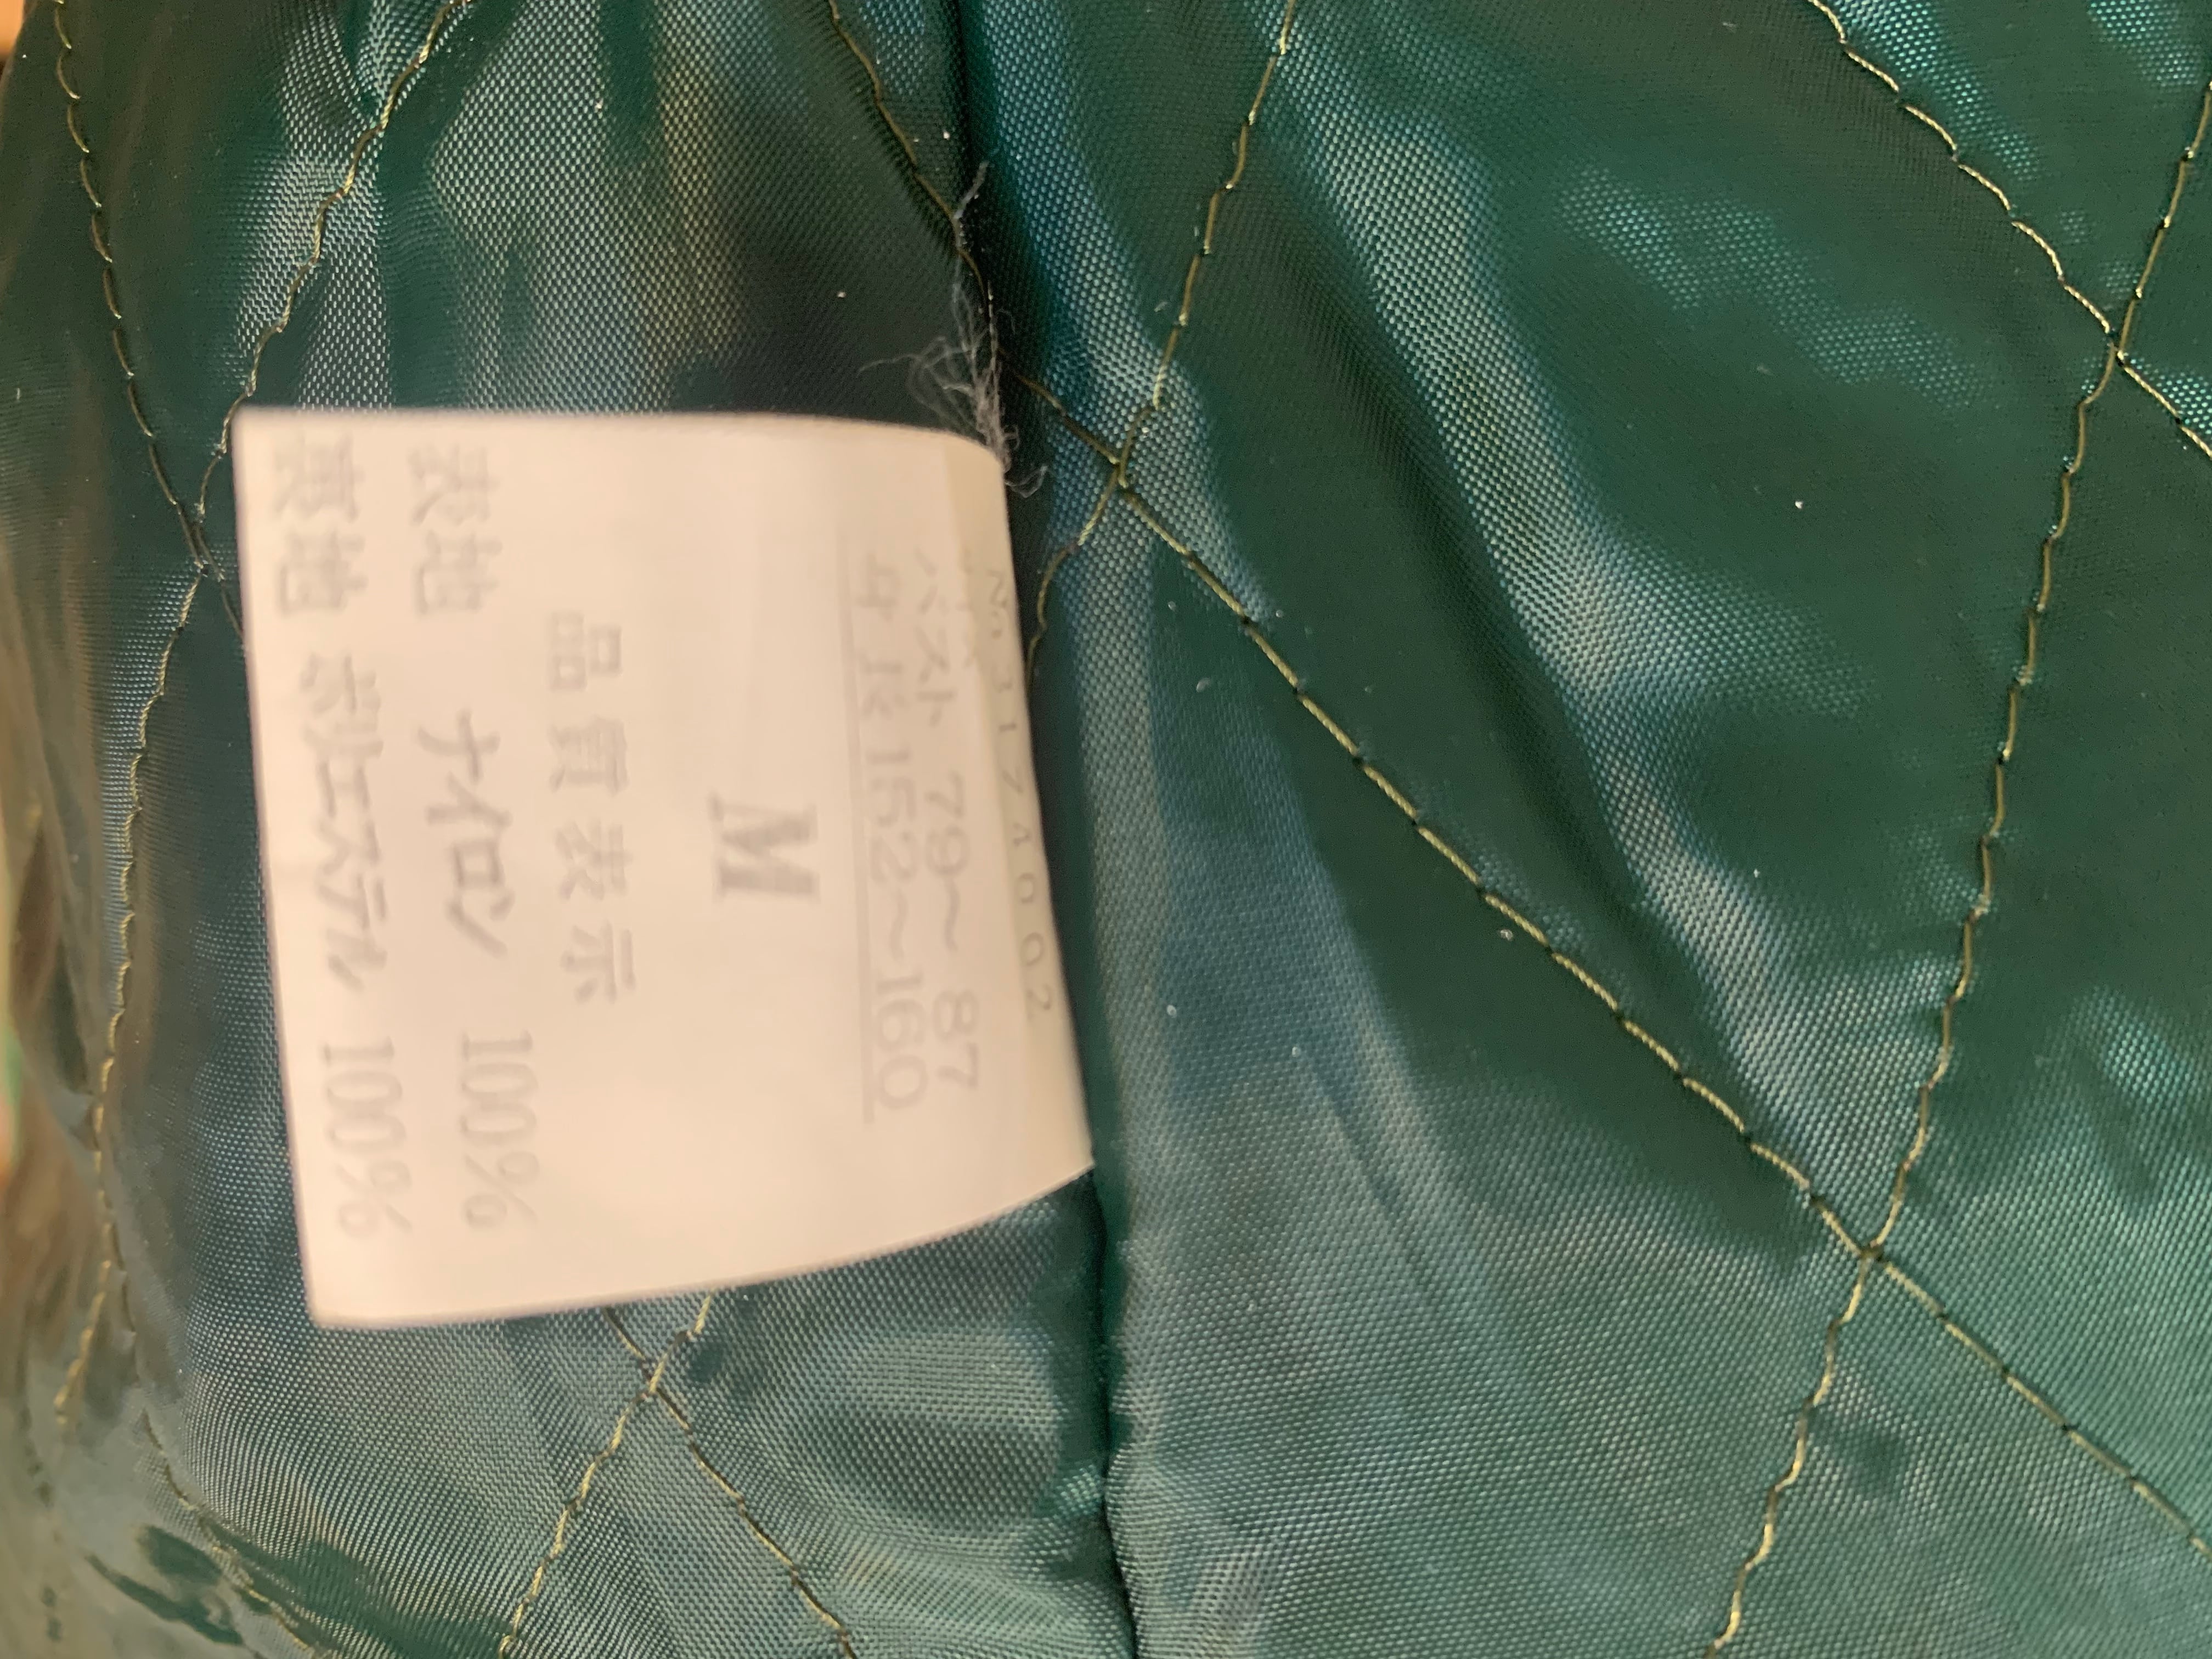 バスト 79〜 87
身長 152〜160
M
品質表示
表地 ナイロン 100%
裏地 ポリエステル 100%